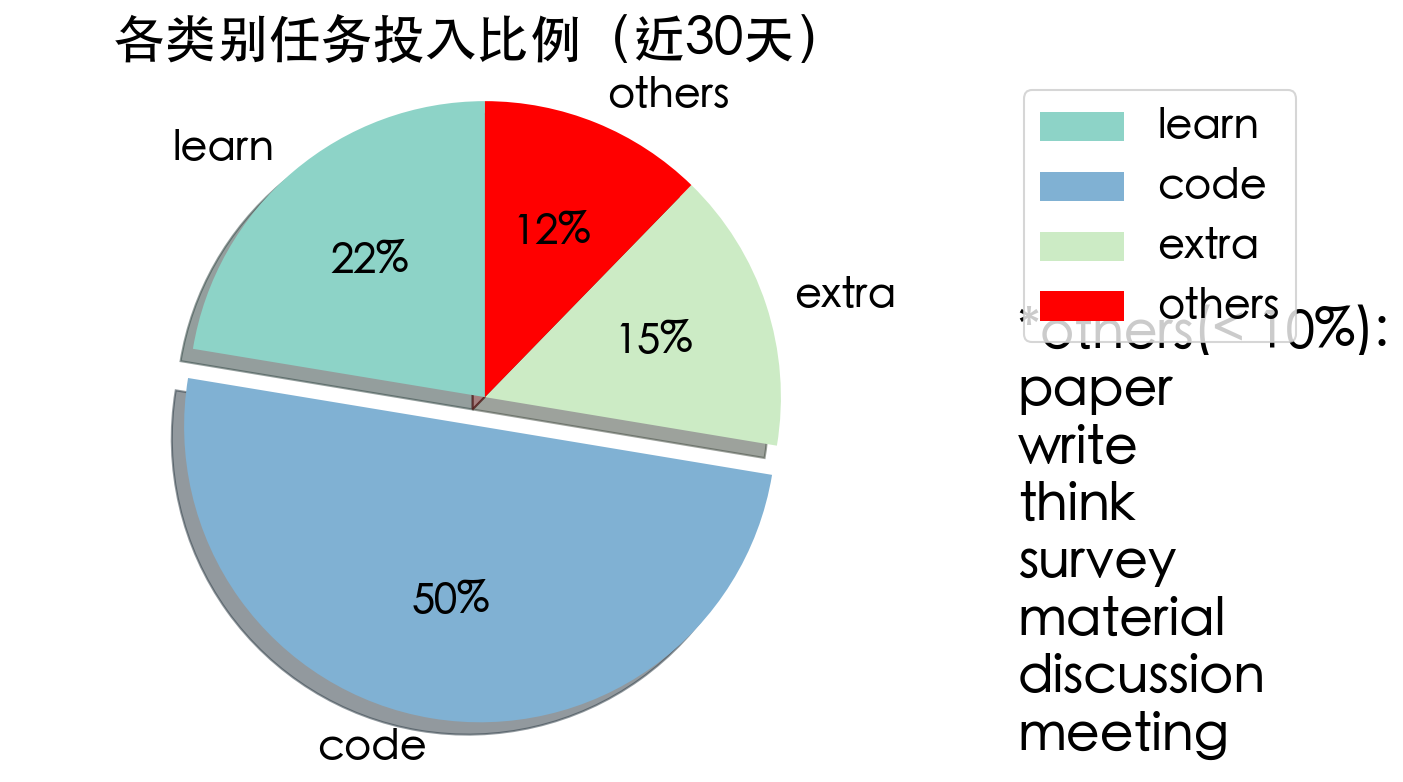 各类别任务投入比例（近30天）
others
learn
12%
22%
extra
15%
50%
code
learn
code
extra
others
*others(< 10%):
paper
write
think
survey
material
discussion
meeting